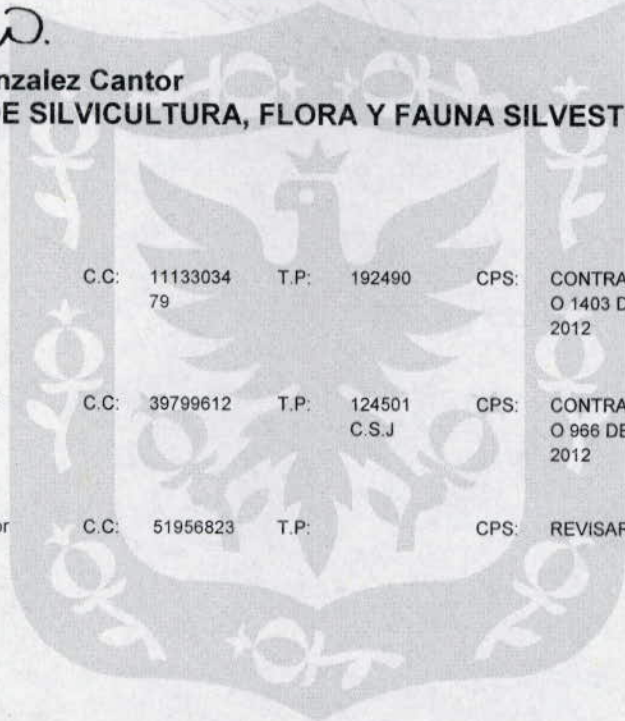 nzalez Cantor
DE SILVICULTURA, FLORA Y FAUNA SILVEST
C.C: 11133034 T.P: 192490 CPS: CONTRA
79 O 1403 D
2012
C.C: 39799612 T.P: 124501 CPS: CONTRA
C.S.J O 966 DE
2012
or C.C: 51956823 T.P: CPS: REVISAR